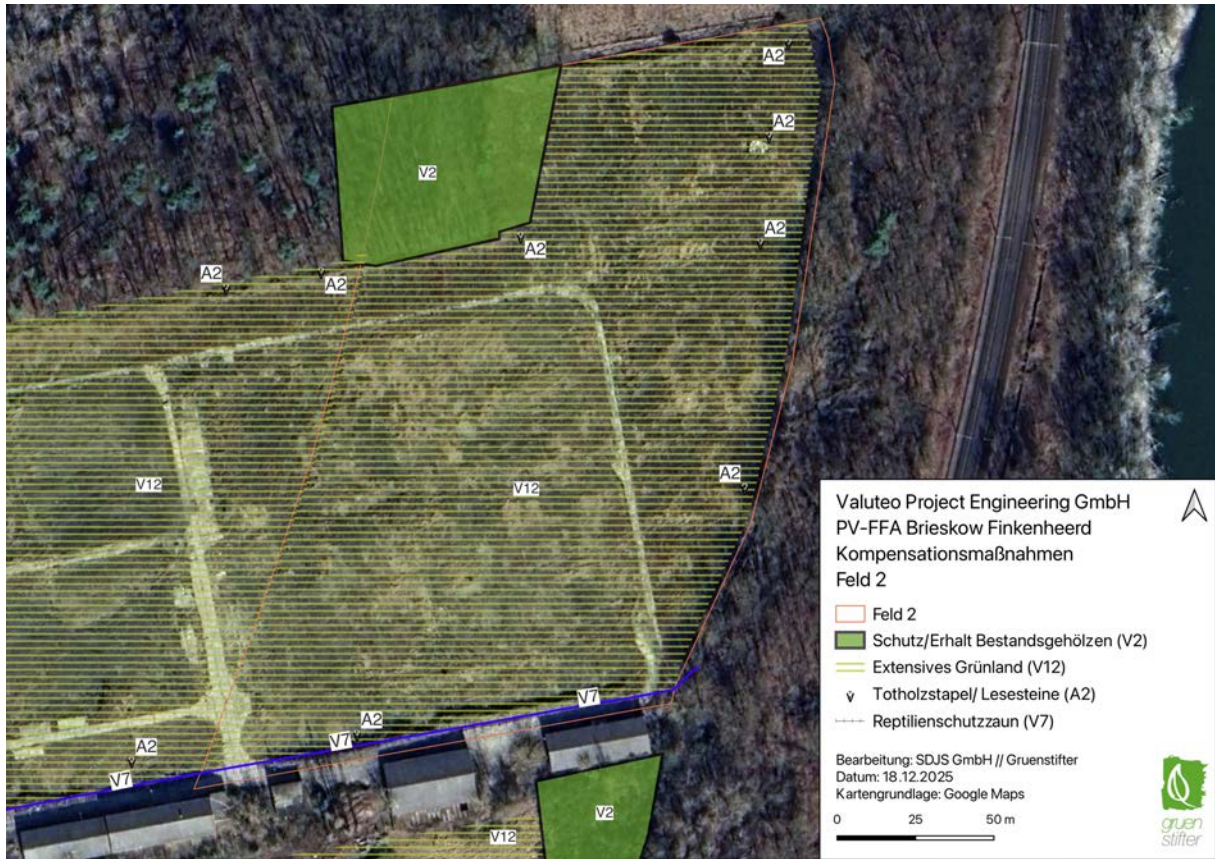 A2
A2
V2
A2
A2
A2
A2
A2
V12
V12
V7
A2
V7
A2
V7
V2
V12
Valuteo Project Engineering GmbH
PV-FFA Brieskow Finkenheerd
Kompensationsmaßnahmen
Feld 2
Feld 2
Schutz/Erhalt Bestandsgehölzen (V2)
Extensives Grünland (V12)
Totholzstapel/ Lesesteine (A2)
Reptilienschutzzaun (V7)
Bearbeitung: SDJS GmbH // Gruenstifter
Datum: 18.12.2025
Kartengrundlage: Google Maps
0 25 50 m
gruen
stifter